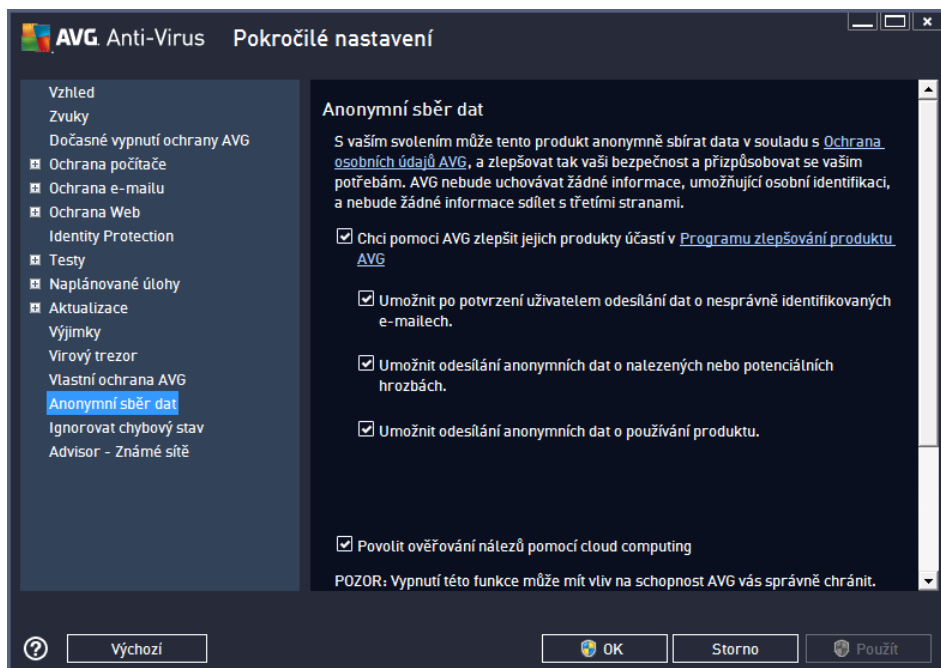 AVG Anti-Virus Pokročilé nastavení
Vzhled
Zvuky
Dočasné vypnutí ochrany AVG
Ochrana počítače
Ochrana e-mailu
Ochrana Web
Identity Protection
Testy
Naplánované úlohy
Aktualizace
Výjimky
Virový trezor
Vlastní ochrana AVG
Anonymní sběr dat
Ignorovat chybový stav
Advisor - Známé sítě
Anonymní sběr dat
S vaším svolením může tento produkt anonymně sbírat data v souladu s Ochrana
osobních údajů AVG, a zlepšovat tak vaši bezpečnost a přizpůsobovat se vašim
potřebám. AVG nebude uchovávat žádné informace, umožňující osobní identifikaci,
a nebude žádné informace sdílet s třetími stranami.
Chci pomoci AVG zlepšit jejich produkty účastí v Programu zlepšování produktu
AVG
Umožnit po potvrzení uživatelem odesílání dat o nesprávně identifikovaných
e-mailech.
Umožnit odesílání anonymních dat o nalezených nebo potenciálních
hrozbách.
Umožnit odesílání anonymních dat o používání produktu.
Povolit ověřování nálezů pomocí cloud computing
POZOR: Vypnutí této funkce může mít vliv na schopnost AVG vás správně chránit.
Výchozí
OK
Storno
Použít